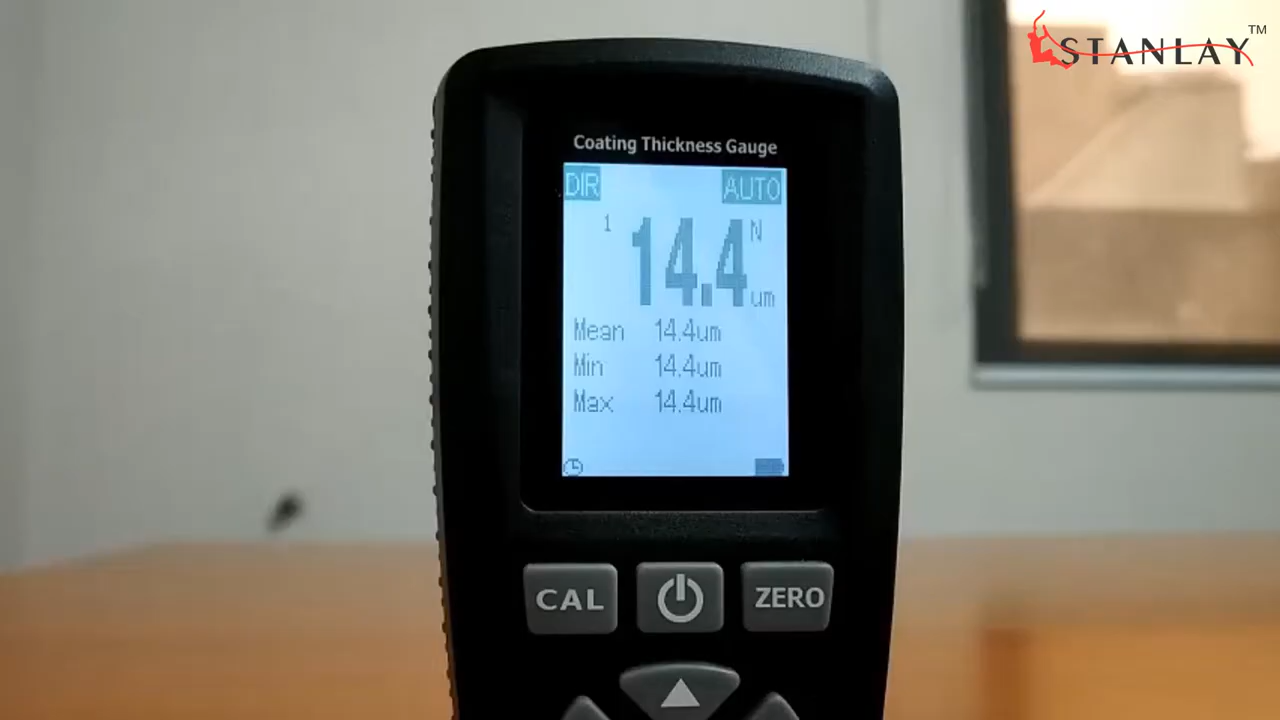 STANLAY™
Coating Thickness Gauge
DIR AUTO
1 14.4 N um
Mean 14.4um
Min 14.4um
Max 14.4um
CAL ZERO